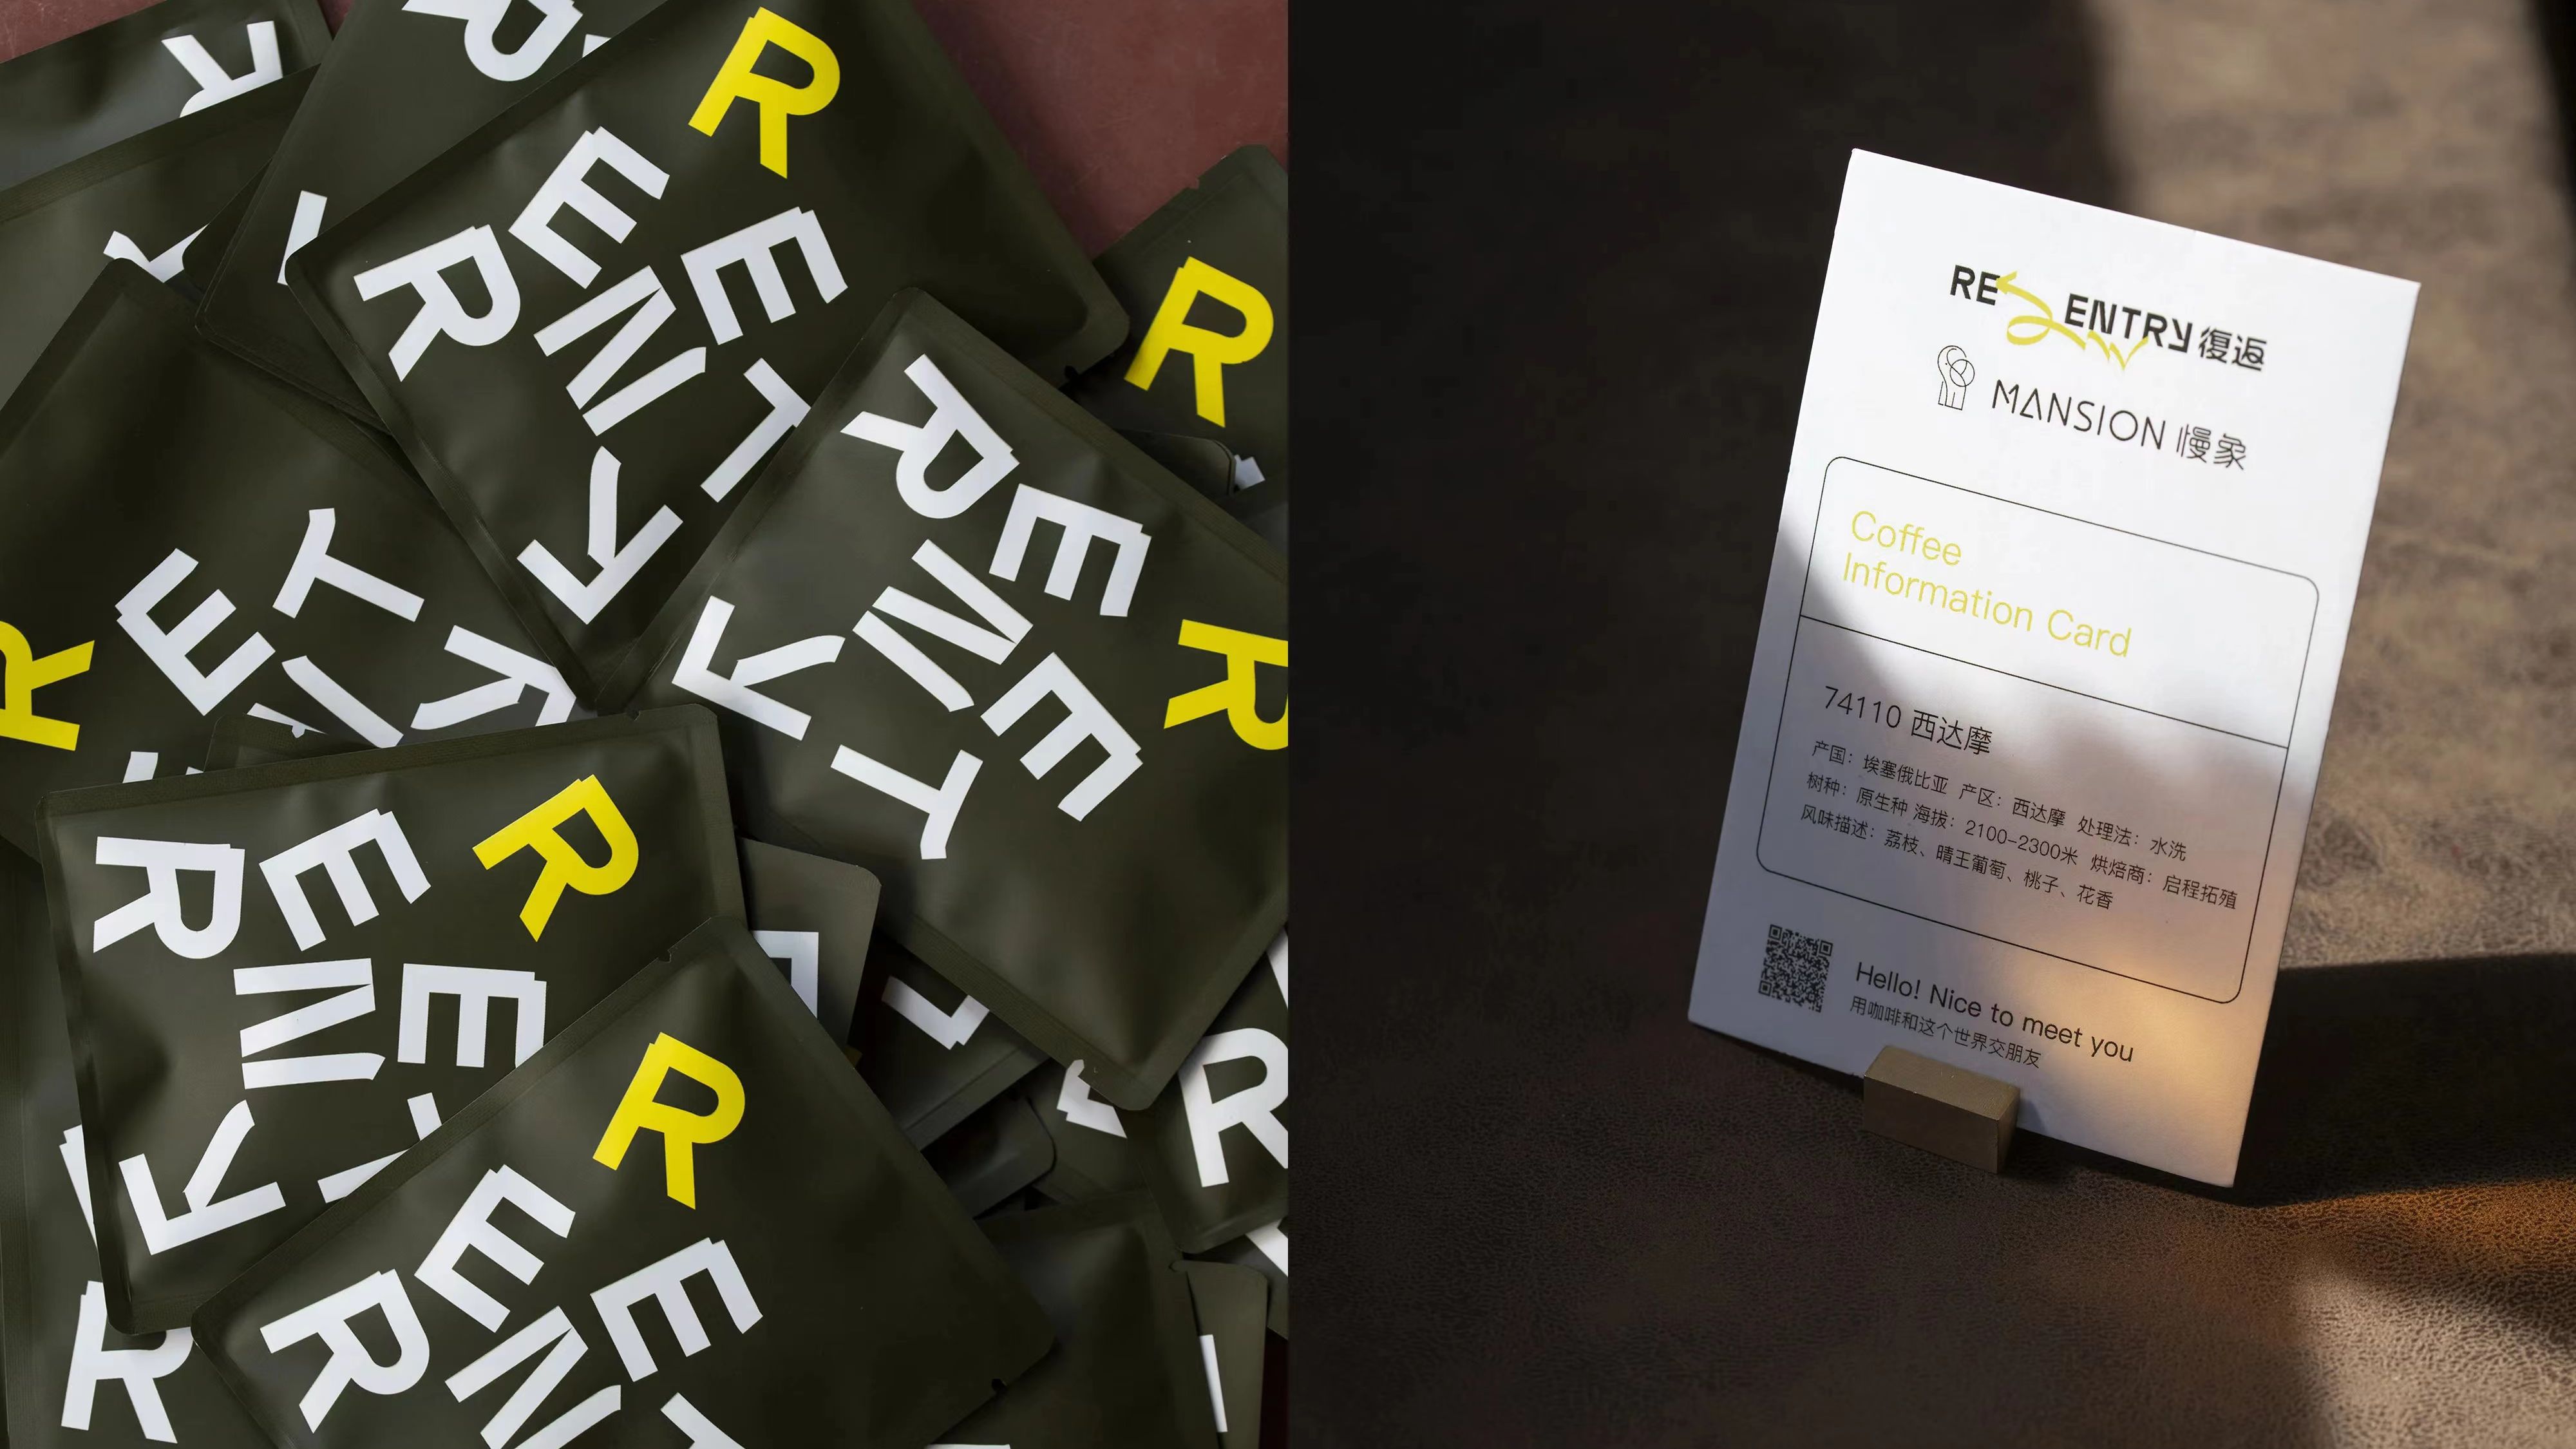 R
E
R
E
N
T
Y
R
E
N
E
R
T
Y
R
E
T
Y
R
E
R
N
E
Y
R
E
E
R
N
R
R
RE ENTRY 復返
MANSION 慢象
Coffee
Information Card
74110 西达摩
产国：埃塞俄比亚 产区：西达摩 处理法：水洗
树种：原生种 海拔：2100-2300米 烘焙商：启程拓殖
风味描述：荔枝、晴王葡萄、桃子、花香
Hello! Nice to meet you
用咖啡和这个世界交朋友